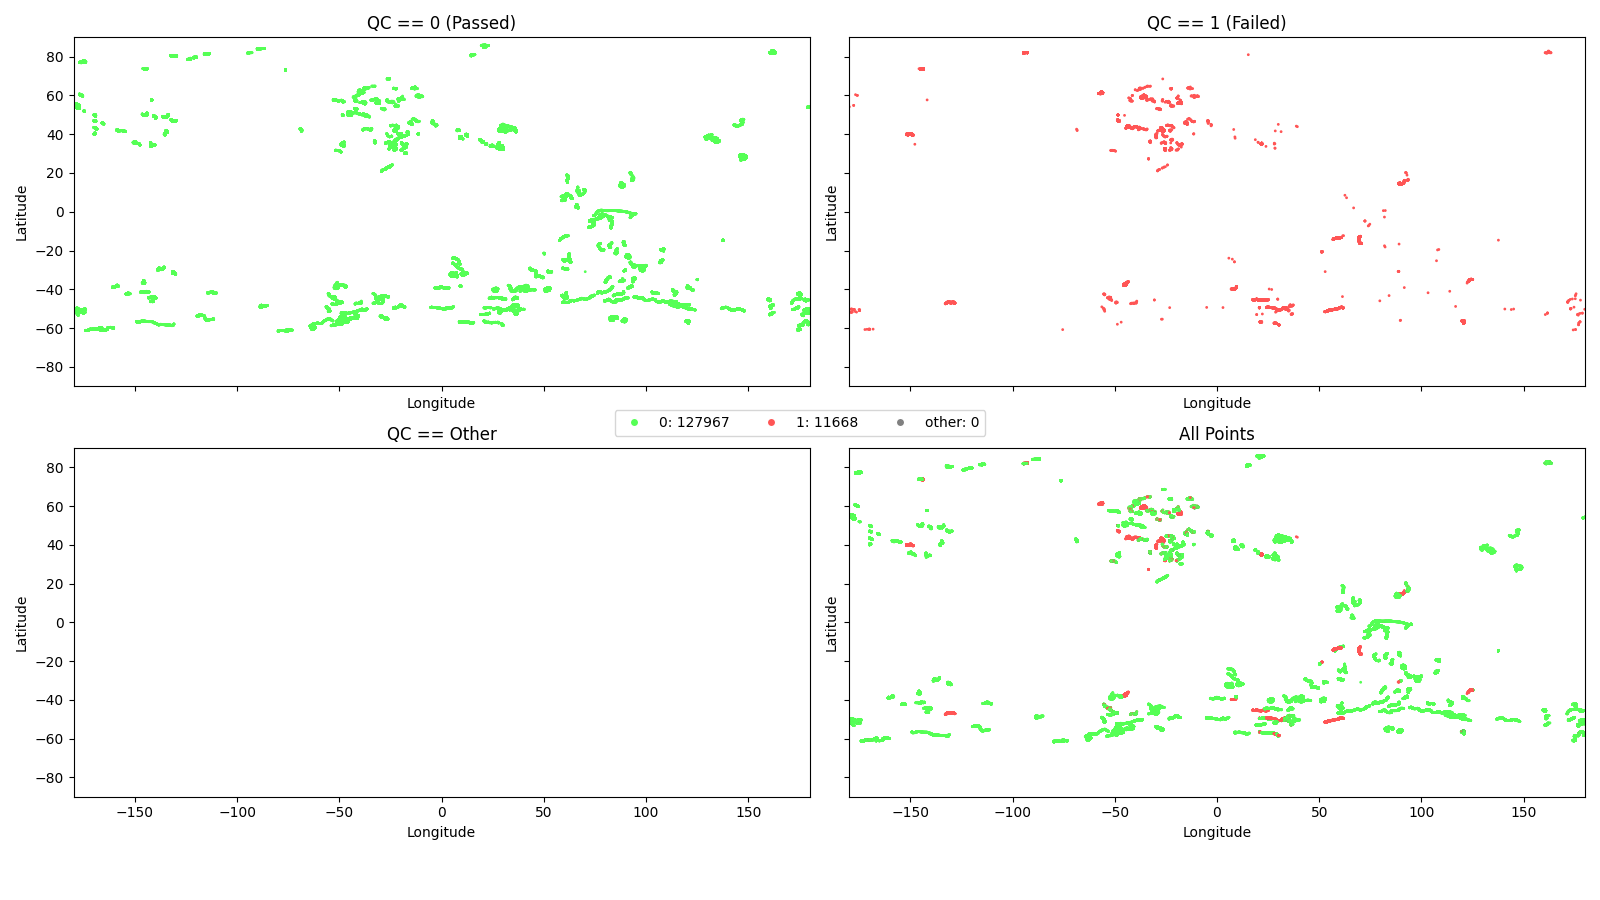 QC == 0 (Passed)
QC == 1 (Failed)
80
60
40
20
0
−20
−40
−60
−80
Latitude
Latitude
Longitude
Longitude
0: 127967
1: 11668
other: 0
QC == Other
All Points
80
60
40
20
0
−20
−40
−60
−80
Latitude
Latitude
−150
−100
−50
0
50
100
150
−150
−100
−50
0
50
100
150
Longitude
Longitude